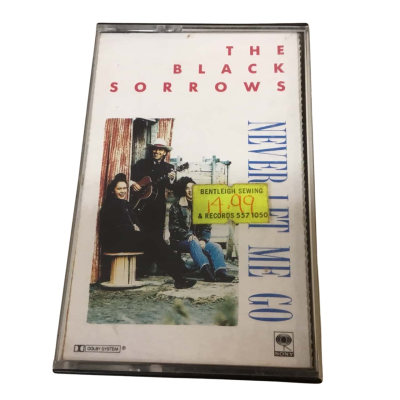 THE
BLACK
SORROWS
NEVER LET ME GO
BENTLEIGH SEWING
14.99
& RECORDS 557 1050
DOLBY SYSTEM ®
SONY